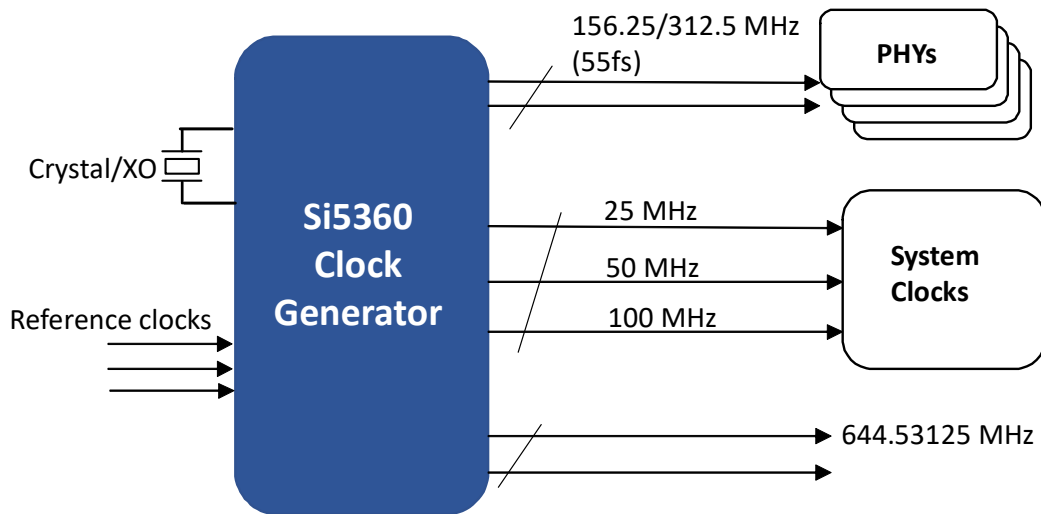 156.25/312.5 MHz
(55fs)
PHYs
Crystal/XO
Si5360
Clock
Generator
25 MHz
50 MHz
100 MHz
System
Clocks
Reference clocks
644.53125 MHz